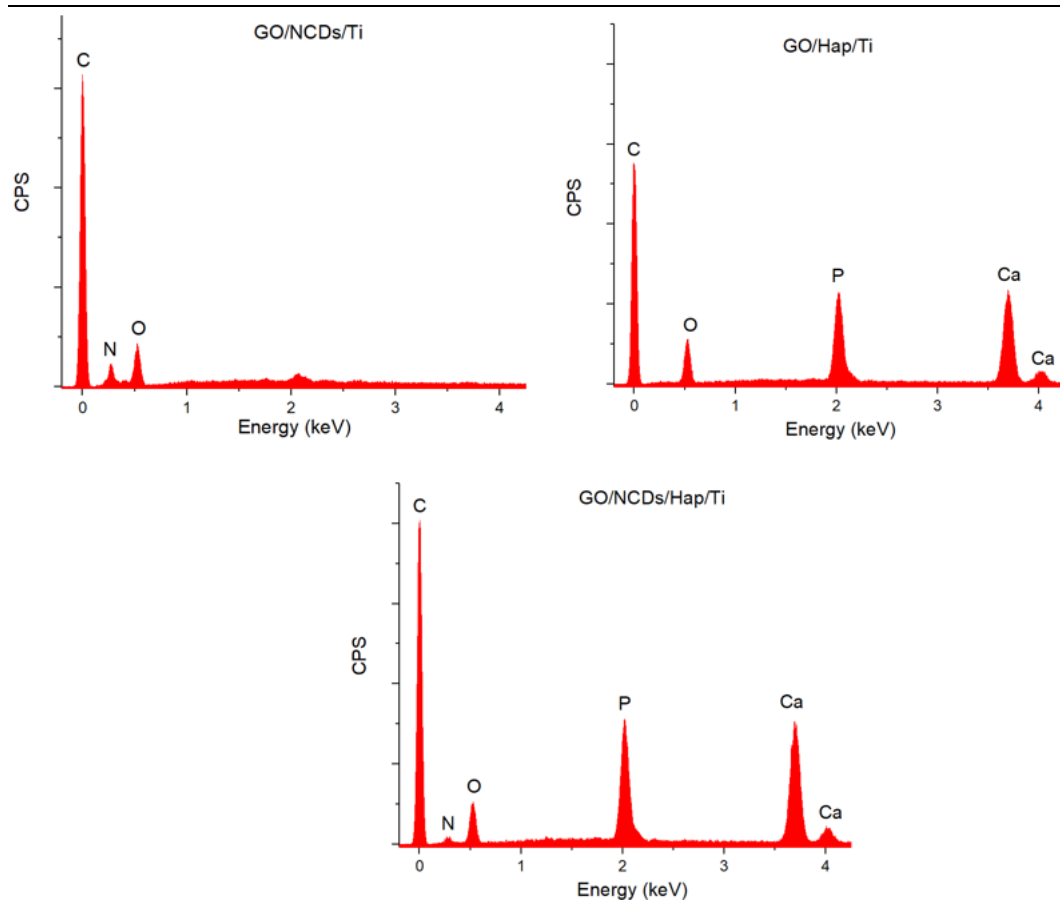 GO/NCDs/Ti
C
N
O
CPS
0 1 2 3 4
Energy (keV)
GO/Hap/Ti
C
O
P
Ca
Ca
CPS
0 1 2 3 4
Energy (keV)
GO/NCDs/Hap/Ti
C
N
O
P
Ca
Ca
CPS
0 1 2 3 4
Energy (keV)